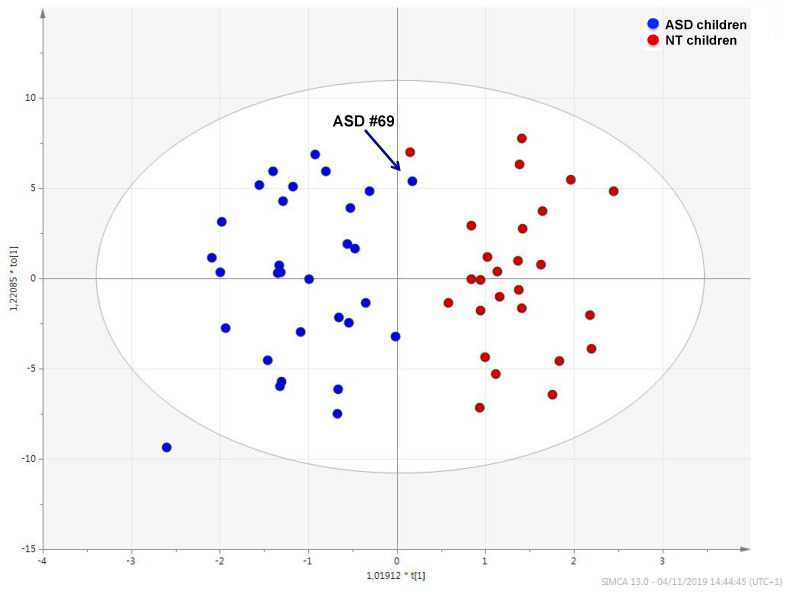 ASD children
NT children
ASD #69
10
5
0
-5
-10
-15
1,22085 * to[1]
-4
-3
-2
-1
0
1
2
3
1,01912 * t[1]
SIMCA 13.0 - 04/11/2019 14:44:45 (UTC+1)